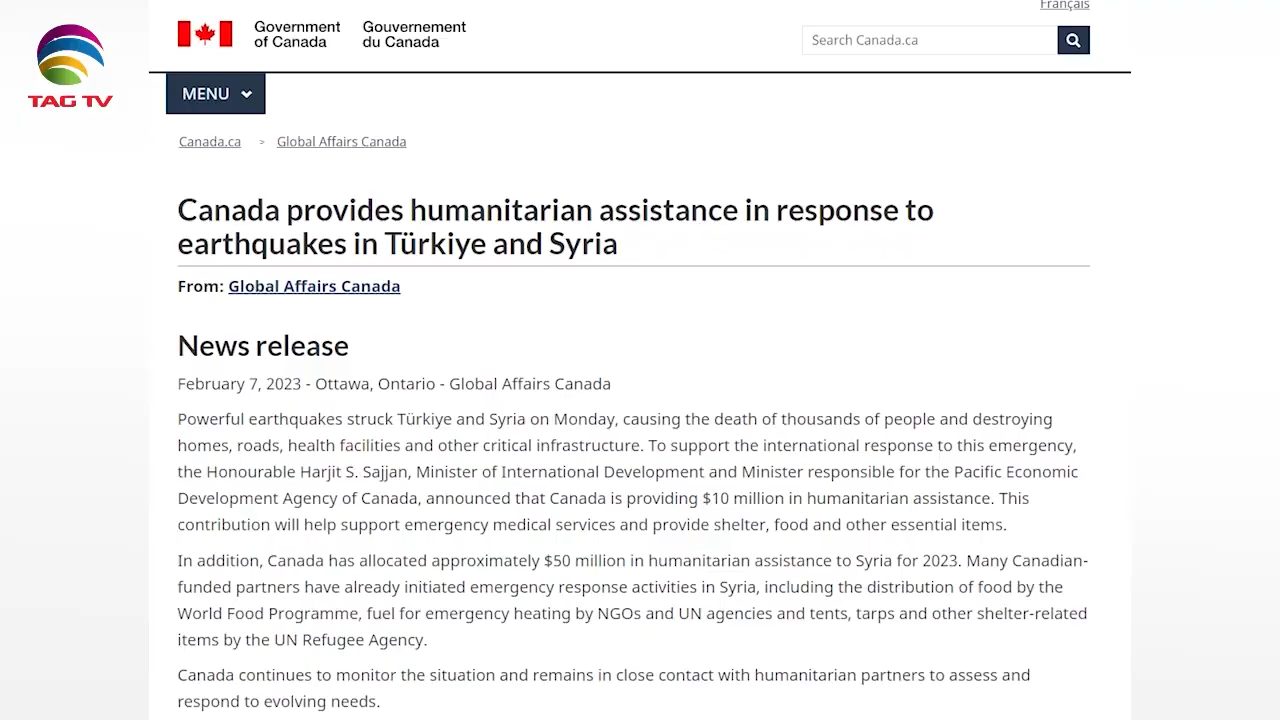 Français
Government
of Canada
Gouvernement
du Canada
Search Canada.ca
TAG TV
MENU
Canada.ca > Global Affairs Canada
Canada provides humanitarian assistance in response to
earthquakes in Türkiye and Syria
From: Global Affairs Canada
News release
February 7, 2023 - Ottawa, Ontario - Global Affairs Canada
Powerful earthquakes struck Türkiye and Syria on Monday, causing the death of thousands of people and destroying
homes, roads, health facilities and other critical infrastructure. To support the international response to this emergency,
the Honourable Harjit S. Sajjan, Minister of International Development and Minister responsible for the Pacific Economic
Development Agency of Canada, announced that Canada is providing $10 million in humanitarian assistance. This
contribution will help support emergency medical services and provide shelter, food and other essential items.
In addition, Canada has allocated approximately $50 million in humanitarian assistance to Syria for 2023. Many Canadian-
funded partners have already initiated emergency response activities in Syria, including the distribution of food by the
World Food Programme, fuel for emergency heating by NGOs and UN agencies and tents, tarps and other shelter-related
items by the UN Refugee Agency.
Canada continues to monitor the situation and remains in close contact with humanitarian partners to assess and
respond to evolving needs.